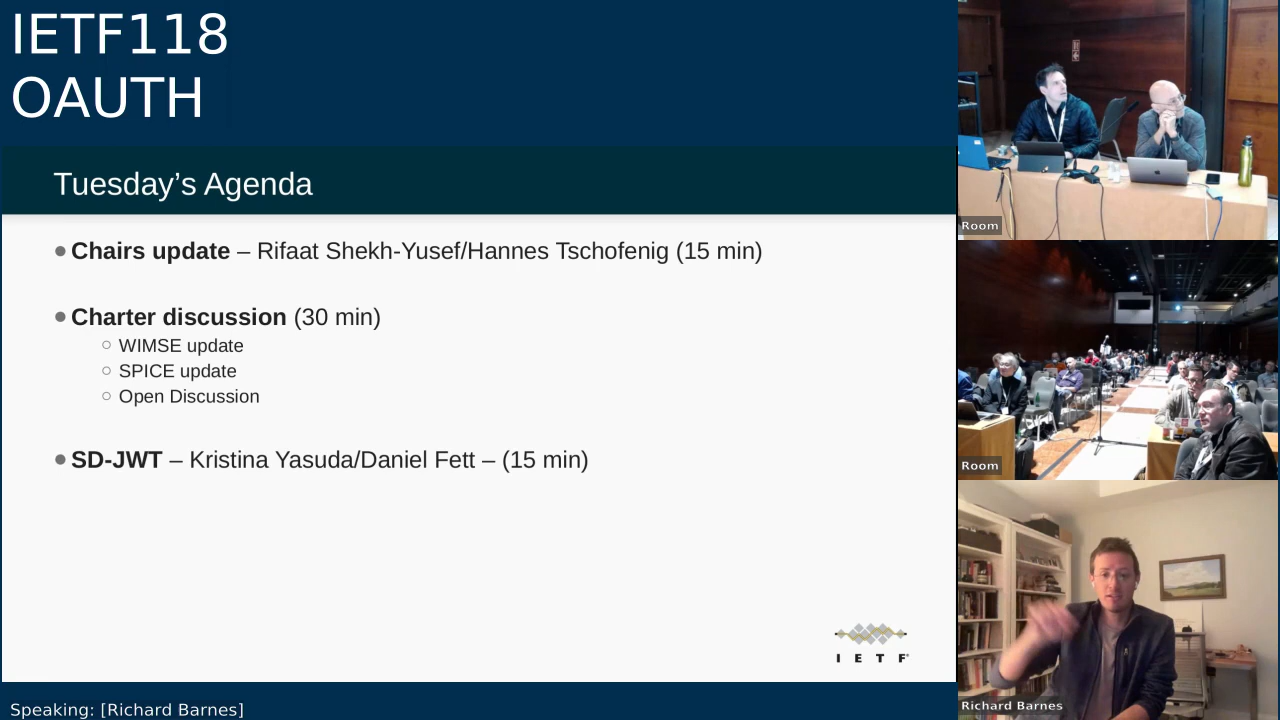 IETF118
OAUTH
Tuesday’s Agenda
●Chairs update – Rifaat Shekh-Yusef/Hannes Tschofenig (15 min)
●Charter discussion (30 min)
○ WIMSE update
○ SPICE update
○ Open Discussion
●SD-JWT – Kristina Yasuda/Daniel Fett – (15 min)
I E T F®
Speaking: [Richard Barnes]
Room
Room
Richard Barnes